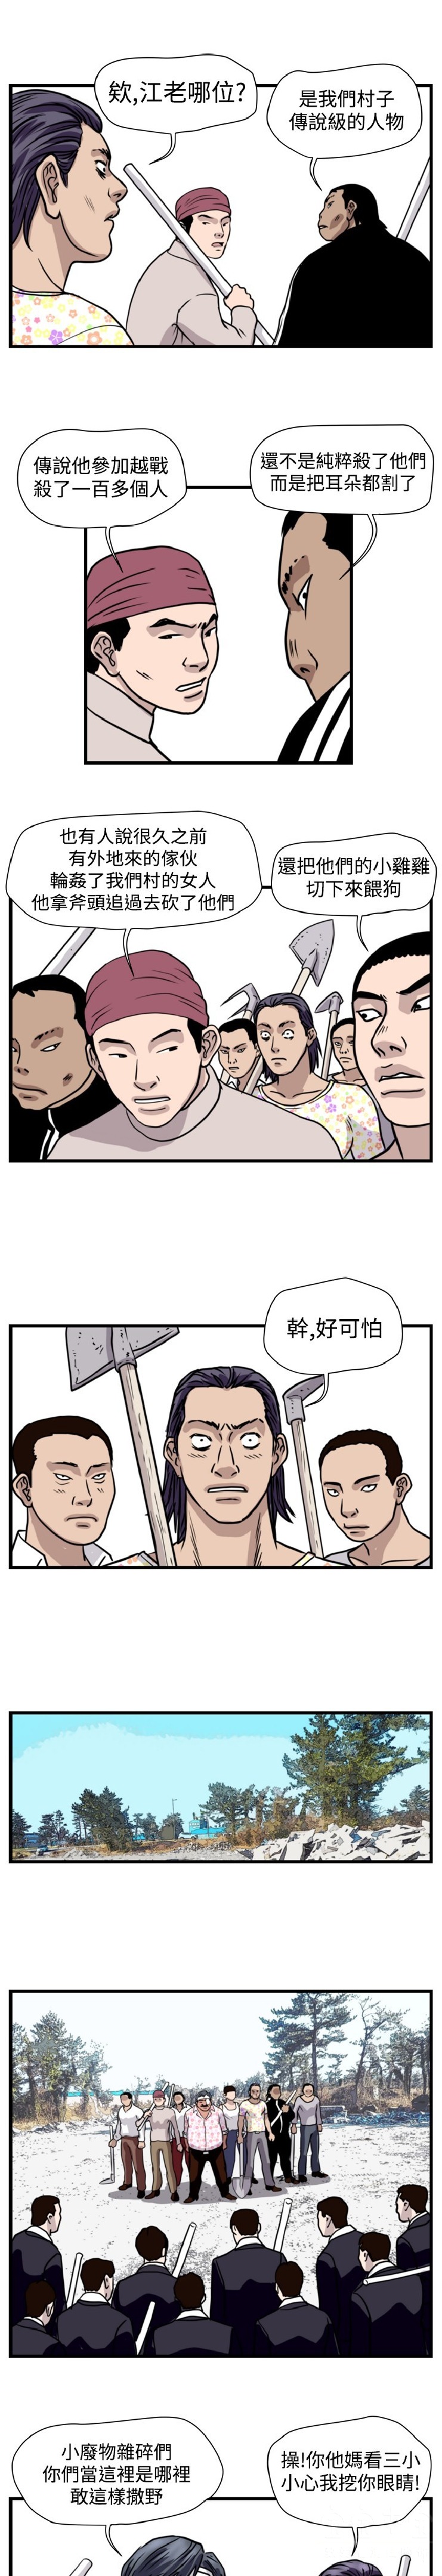 欸,江老哪位?
是我們村子
傳說級的人物
傳說他參加越戰
殺了一百多個人
還不是純粹殺了他們
而是把耳朵都割了
也有人說很久之前
有外地來的傢伙
輪姦了我們村的女人
他拿斧頭追過去砍了他們
還把他們的小雞雞
切下來餵狗
幹,好可怕
小廢物雜碎們
你們當這裡是哪裡
敢這樣撒野
操!你他媽看三小
小心我挖你眼睛!